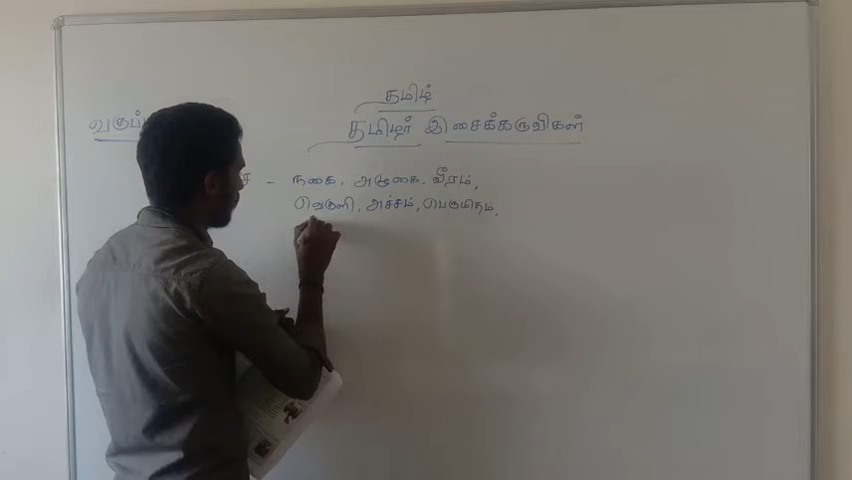 தமிழ்
தமிழர் இசைக்கருவிகள்
- நகை, அழுகை, வீரம்,
வெகுளி, அச்சம், பெருமிதம்,